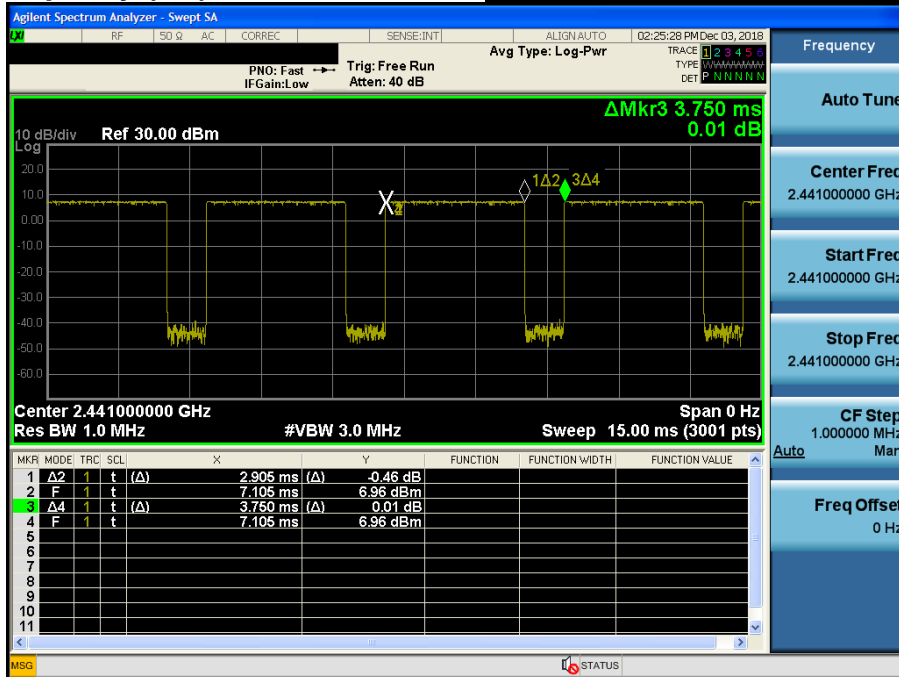 Agilent Spectrum Analyzer - Swept SA
LXI RF 50 Ω AC CORREC SENSE:INT ALIGN AUTO 02:25:28 PM Dec 03, 2018
Avg Type: Log-Pwr TRACE 1 2 3 4 5 6
PNO: Fast Trig: Free Run TYPE
IFGain:Low Atten: 40 dB DET P N N N N N
Frequency
ΔMkr3 3.750 ms
0.01 dB
10 dB/div Ref 30.00 dBm
Log
20.0
10.0
0.00
-10.0
-20.0
-30.0
-40.0
-50.0
-60.0
X
1Δ2 3Δ4
Center 2.441000000 GHz Span 0 Hz
Res BW 1.0 MHz #VBW 3.0 MHz Sweep 15.00 ms (3001 pts)
MKR MODE TRC SCL X Y FUNCTION FUNCTION WIDTH FUNCTION VALUE
1 Δ2 1 t (Δ) 2.905 ms (Δ) -0.46 dB
2 F 1 t 7.105 ms 6.96 dBm
3 Δ4 1 t (Δ) 3.750 ms (Δ) 0.01 dB
4 F 1 t 7.105 ms 6.96 dBm
5
6
7
8
9
10
11
MSG STATUS
Auto Tune
Center Freq
2.441000000 GHz
Start Freq
2.441000000 GHz
Stop Freq
2.441000000 GHz
CF Step
1.000000 MHz
Auto Man
Freq Offset
0 Hz